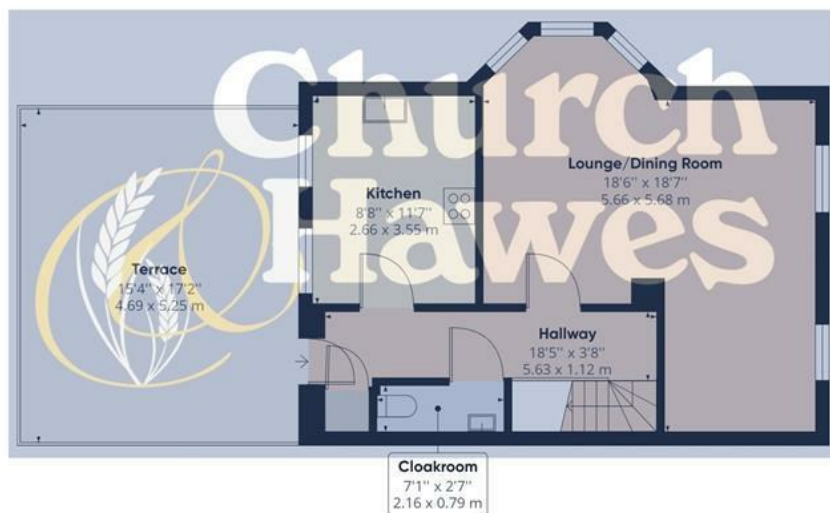 Church
Hawes
Lounge/Dining Room
18'6'' x 18'7''
5.66 x 5.68 m
Kitchen
8'8'' x 11'7''
2.66 x 3.55 m
Terrace
15'4'' x 17'2''
4.69 x 5.25 m
Hallway
18'5'' x 3'8''
5.63 x 1.12 m
Cloakroom
7'1'' x 2'7''
2.16 x 0.79 m